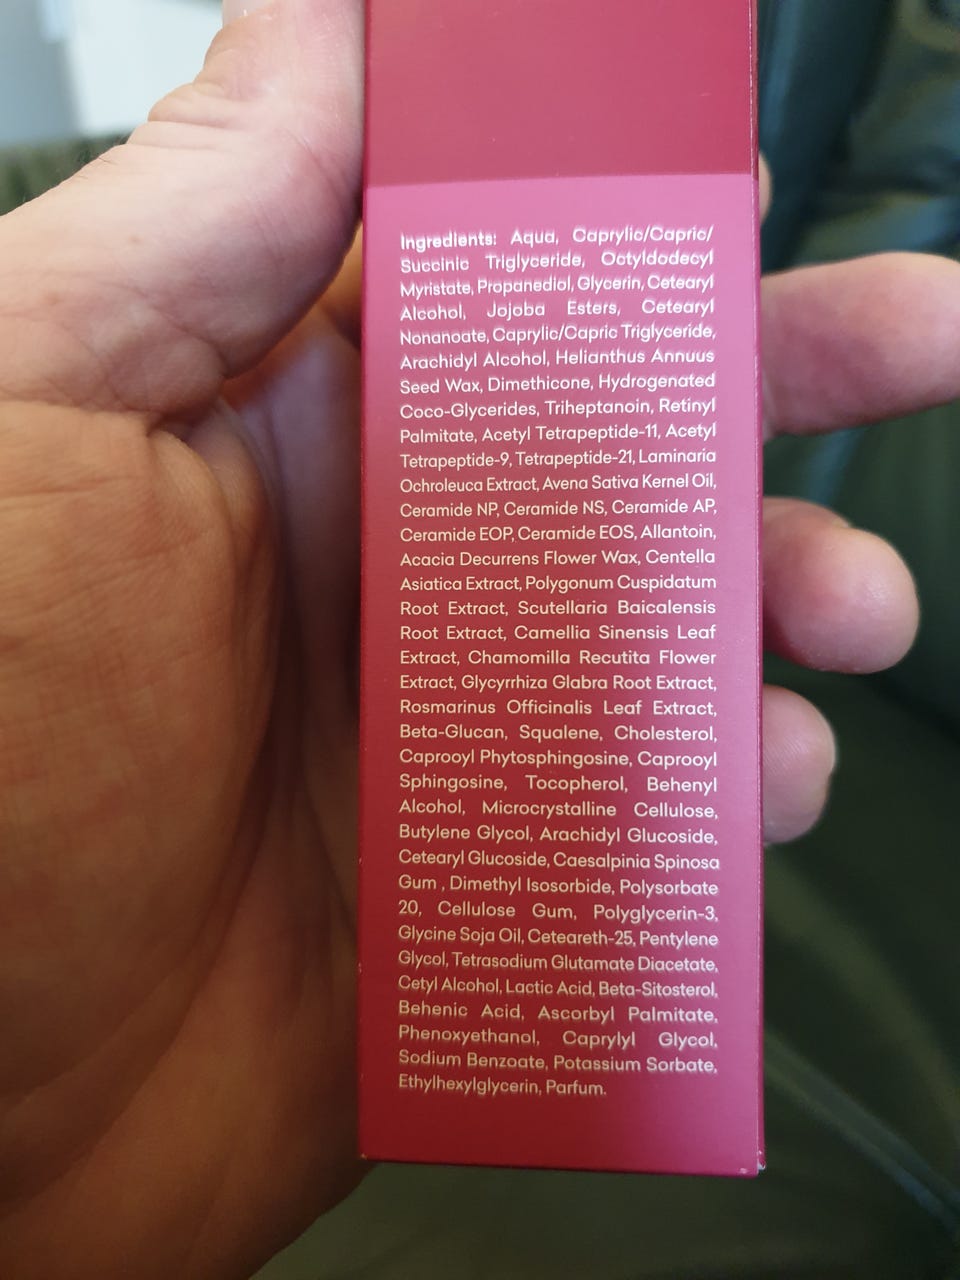 Ingredients: Aqua, Caprylic/Capric/
Succinic Triglyceride, Octyldodecyl
Myristate, Propanediol, Glycerin, Cetearyl
Alcohol, Jojoba Esters, Cetearyl
Nonanoate, Caprylic/Capric Triglyceride,
Arachidyl Alcohol, Helianthus Annuus
Seed Wax, Dimethicone, Hydrogenated
Coco-Glycerides, Triheptanoin, Retinyl
Palmitate, Acetyl Tetrapeptide-11, Acetyl
Tetrapeptide-9, Tetrapeptide-21, Laminaria
Ochroleuca Extract, Avena Sativa Kernel Oil,
Ceramide NP, Ceramide NS, Ceramide AP,
Ceramide EOP, Ceramide EOS, Allantoin,
Acacia Decurrens Flower Wax, Centella
Asiatica Extract, Polygonum Cuspidatum
Root Extract, Scutellaria Baicalensis
Root Extract, Camellia Sinensis Leaf
Extract, Chamomilla Recutita Flower
Extract, Glycyrrhiza Glabra Root Extract,
Rosmarinus Officinalis Leaf Extract,
Beta-Glucan, Squalene, Cholesterol,
Caprooyl Phytosphingosine, Caprooyl
Sphingosine, Tocopherol, Behenyl
Alcohol, Microcrystalline Cellulose,
Butylene Glycol, Arachidyl Glucoside,
Cetearyl Glucoside, Caesalpinia Spinosa
Gum , Dimethyl Isosorbide, Polysorbate
20, Cellulose Gum, Polyglycerin-3,
Glycine Soja Oil, Ceteareth-25, Pentylene
Glycol, Tetrasodium Glutamate Diacetate,
Cetyl Alcohol, Lactic Acid, Beta-Sitosterol,
Behenic Acid, Ascorbyl Palmitate,
Phenoxyethanol, Caprylyl Glycol,
Sodium Benzoate, Potassium Sorbate,
Ethylhexylglycerin, Parfum.